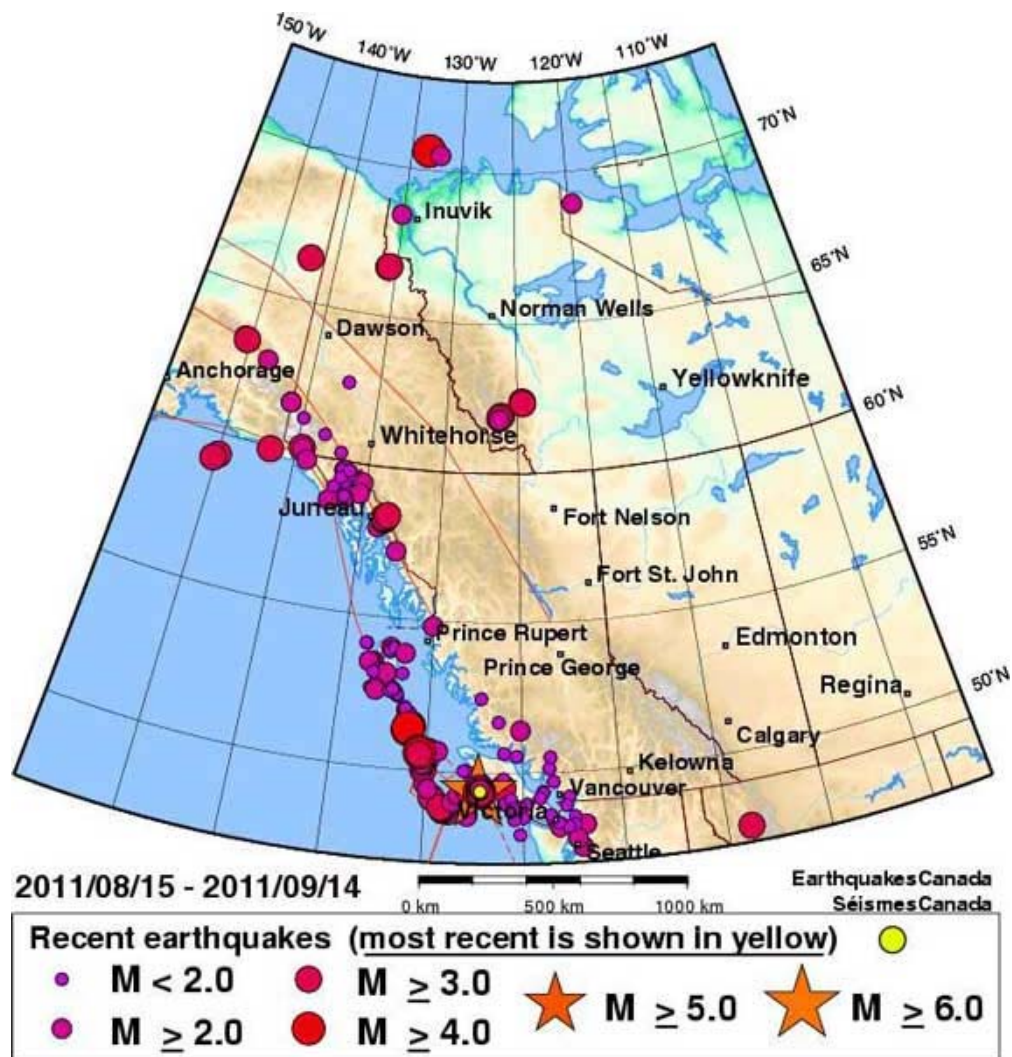 150°W
140°W
130°W
120°W
110°W
70°N
Inuvik
65°N
Norman Wells
Dawson
Anchorage
Yellowknife
60°N
Whitehorse
Juneau
Fort Nelson
55°N
Fort St. John
Prince Rupert
Edmonton
Prince George
Regina
50°N
Calgary
Kelowna
Vancouver
Victoria
Seattle
2011/08/15 - 2011/09/14
0 km 500 km 1000 km
EarthquakesCanada
SéismesCanada
Recent earthquakes (most recent is shown in yellow)
M < 2.0
M ≥ 3.0
M ≥ 5.0
M ≥ 6.0
M ≥ 2.0
M ≥ 4.0